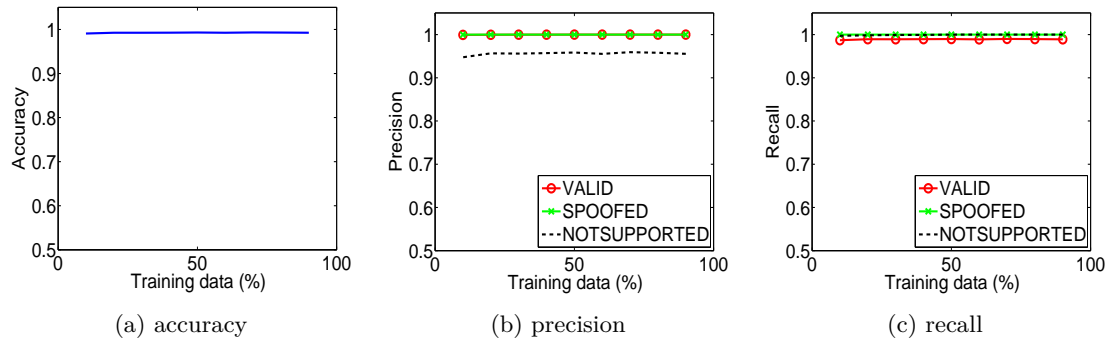 1
0.9
0.8
0.7
0.6
0.5
Accuracy
0
50
100
Training data (%)
(a) accuracy
1
0.9
0.8
0.7
0.6
0.5
Precision
VALID
SPOOFED
NOTSUPPORTED
0
50
100
Training data (%)
(b) precision
1
0.9
0.8
0.7
0.6
0.5
Recall
VALID
SPOOFED
NOTSUPPORTED
0
50
100
Training data (%)
(c) recall